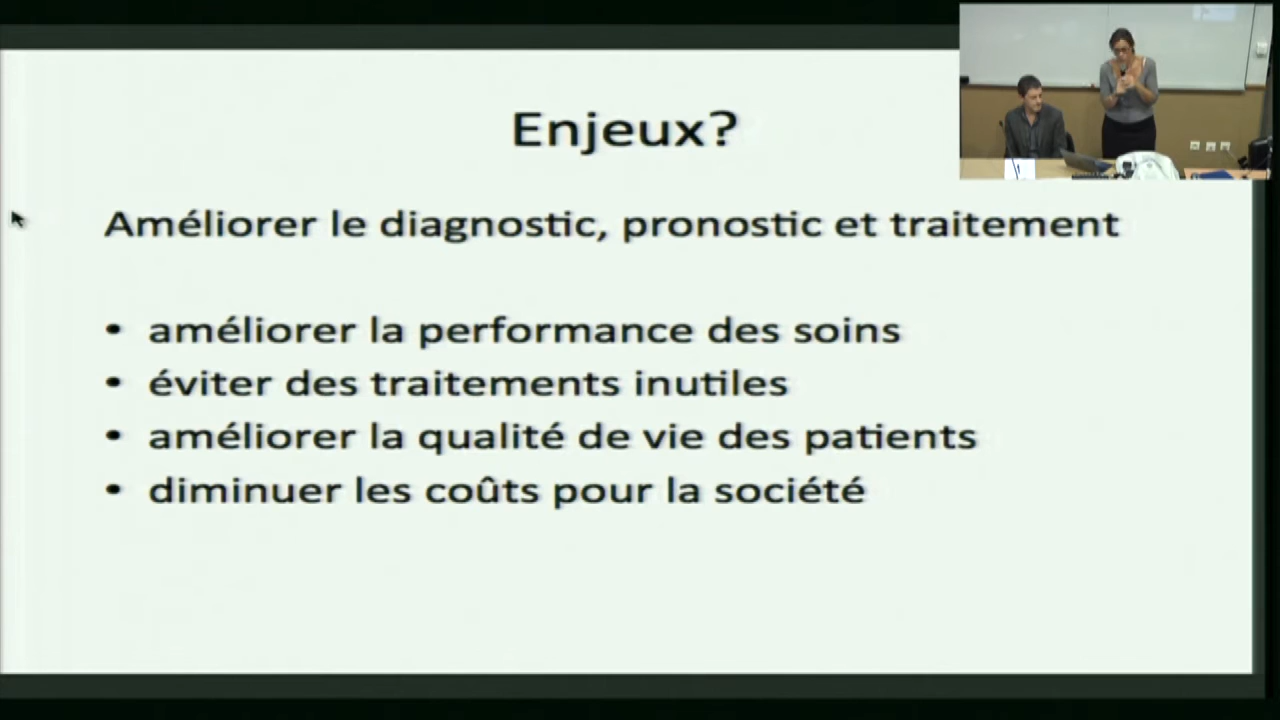 Enjeux?
Améliorer le diagnostic, pronostic et traitement
• améliorer la performance des soins
• éviter des traitements inutiles
• améliorer la qualité de vie des patients
• diminuer les coûts pour la société